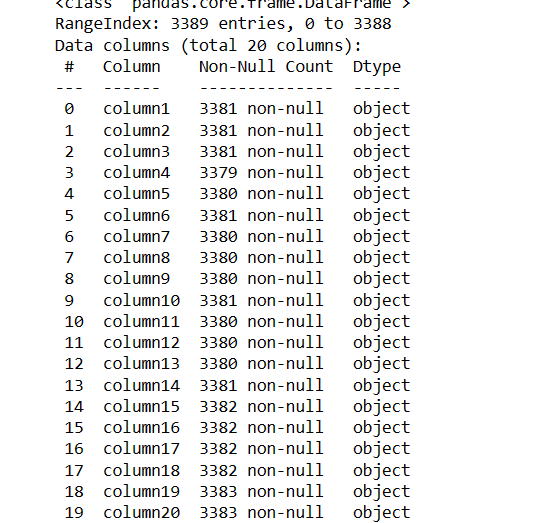 <class 'pandas.core.frame.DataFrame'>
RangeIndex: 3389 entries, 0 to 3388
Data columns (total 20 columns):
 #   Column    Non-Null Count  Dtype
---  ------    --------------  -----
 0   column1   3381 non-null   object
 1   column2   3381 non-null   object
 2   column3   3381 non-null   object
 3   column4   3379 non-null   object
 4   column5   3380 non-null   object
 5   column6   3381 non-null   object
 6   column7   3380 non-null   object
 7   column8   3380 non-null   object
 8   column9   3380 non-null   object
 9   column10  3381 non-null   object
 10  column11  3380 non-null   object
 11  column12  3380 non-null   object
 12  column13  3380 non-null   object
 13  column14  3381 non-null   object
 14  column15  3382 non-null   object
 15  column16  3382 non-null   object
 16  column17  3382 non-null   object
 17  column18  3382 non-null   object
 18  column19  3383 non-null   object
 19  column20  3383 non-null   object